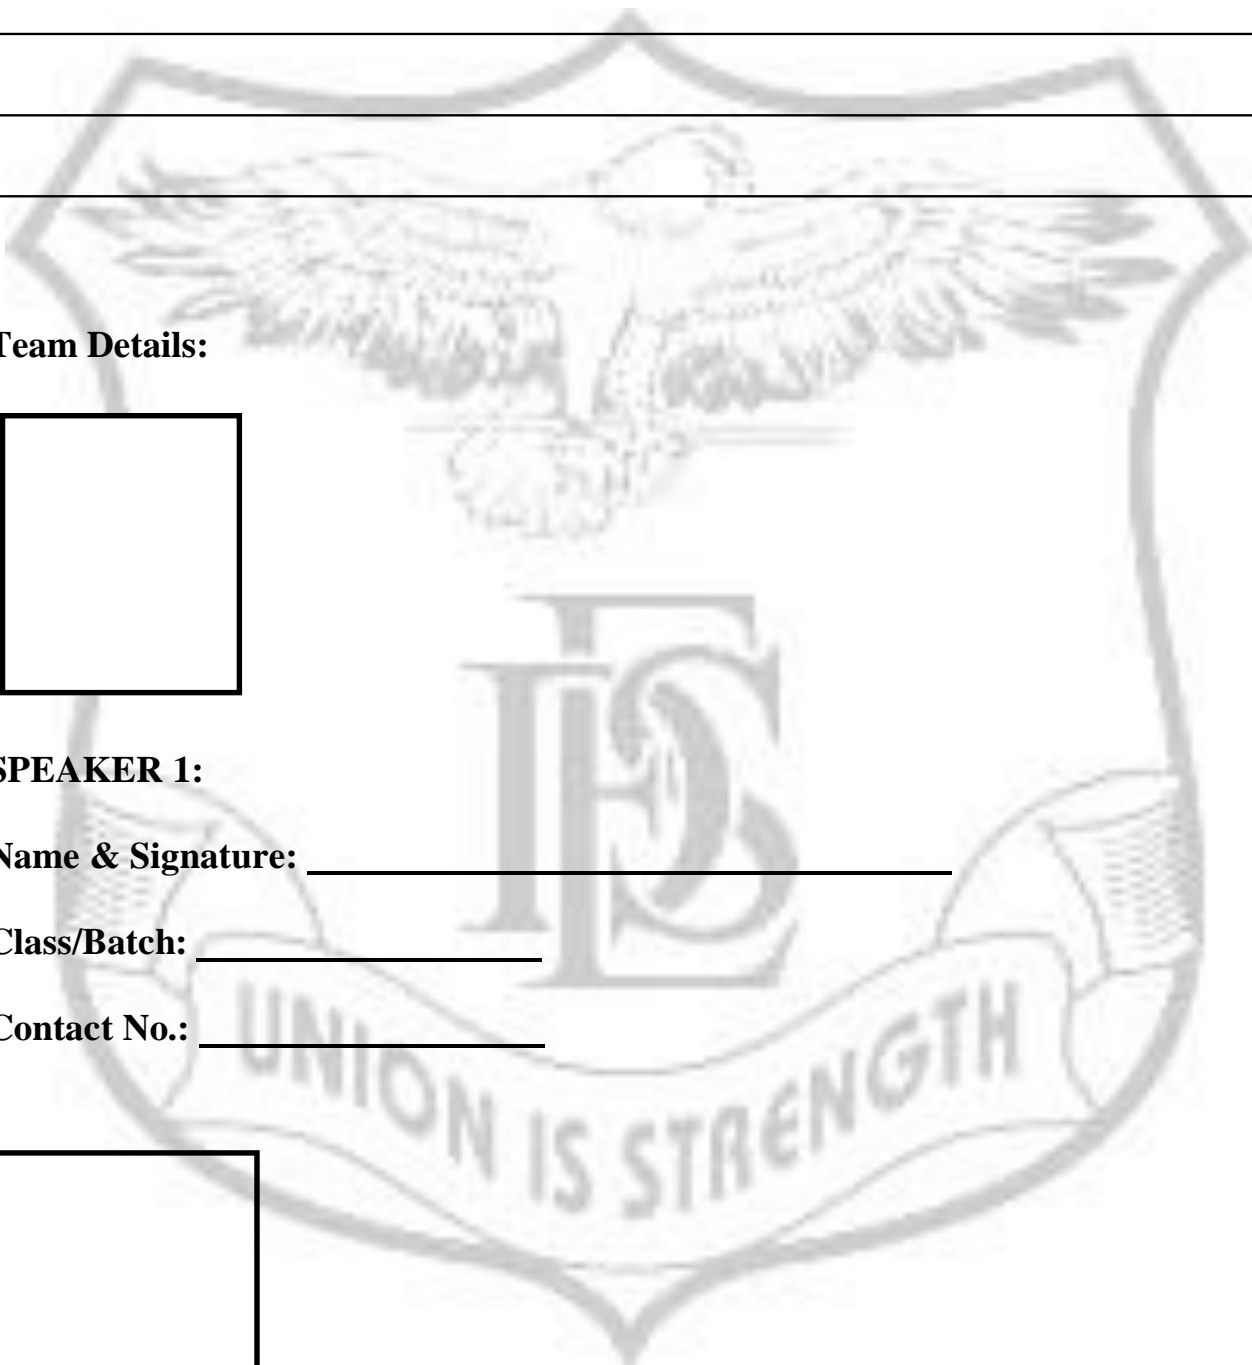 Team Details:
SPEAKER 1:
Name & Signature:
Class/Batch:
Contact No.:
UNION IS STRENGTH